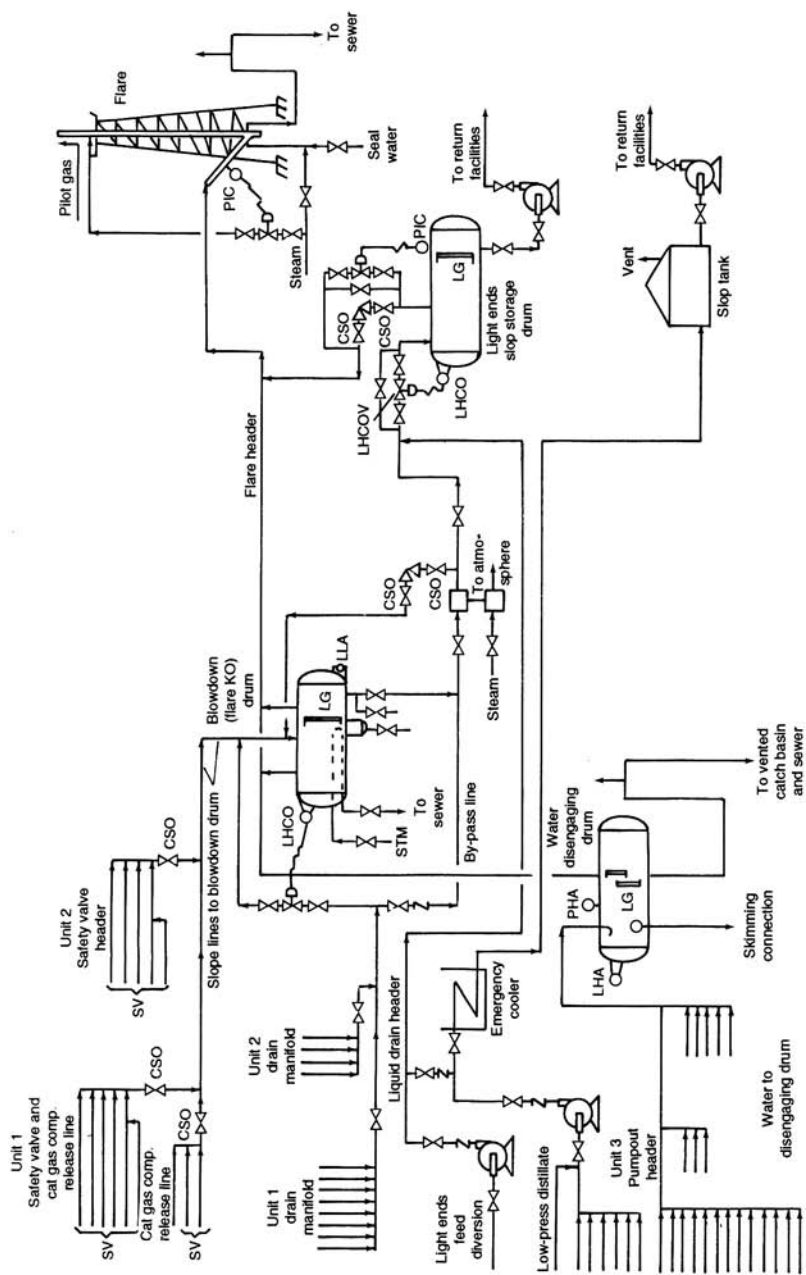 Unit 1
Safety valve and
cat gas comp.
release line
SV
CSO
SV
CSO
Cat gas comp.
release line
Unit 2
Safety valve
header
SV
CSO
Slope lines to blowdown drum
Blowdown
(flare KO)
drum
LHCO
LG
LLA
STM
To
sewer
Flare header
Pilot gas
Flare
PIC
Steam
Seal
water
To
sewer
CSO
CSO
CSO
CSO
LHCOV
LHCO
LG
PIC
Light ends
slop storage
drum
To return
facilities
To return
facilities
Vent
Slop tank
To atmo-
sphere
Steam
By-pass line
Unit 1
drain
manifold
Unit 2
drain
manifold
Liquid drain header
Light ends
feed
diversion
Emergency
cooler
Low-press distillate
Unit 3
Pumpout
header
Water to
disengaging drum
Water
disengaging
drum
PHA
LG
LHA
Skimming
connection
To vented
catch basin
and sewer